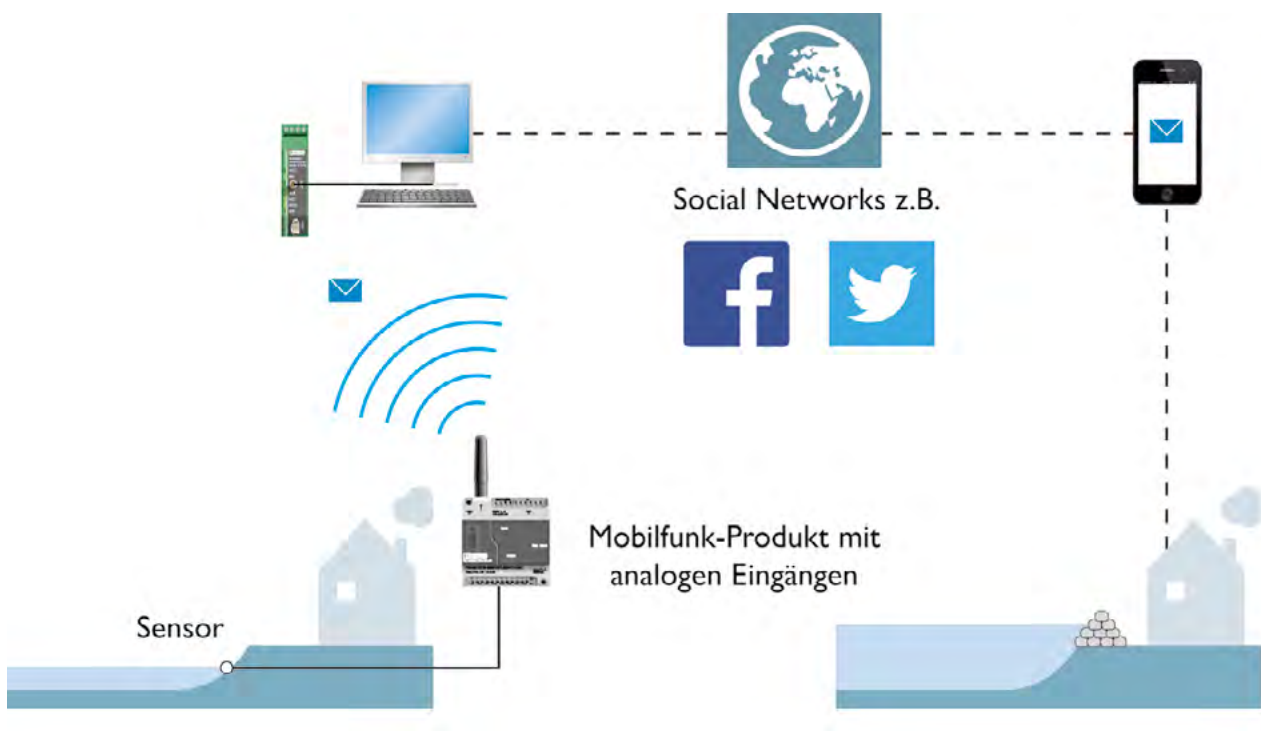 Social Networks z.B.
Mobilfunk-Produkt mit
analogen Eingängen
Sensor